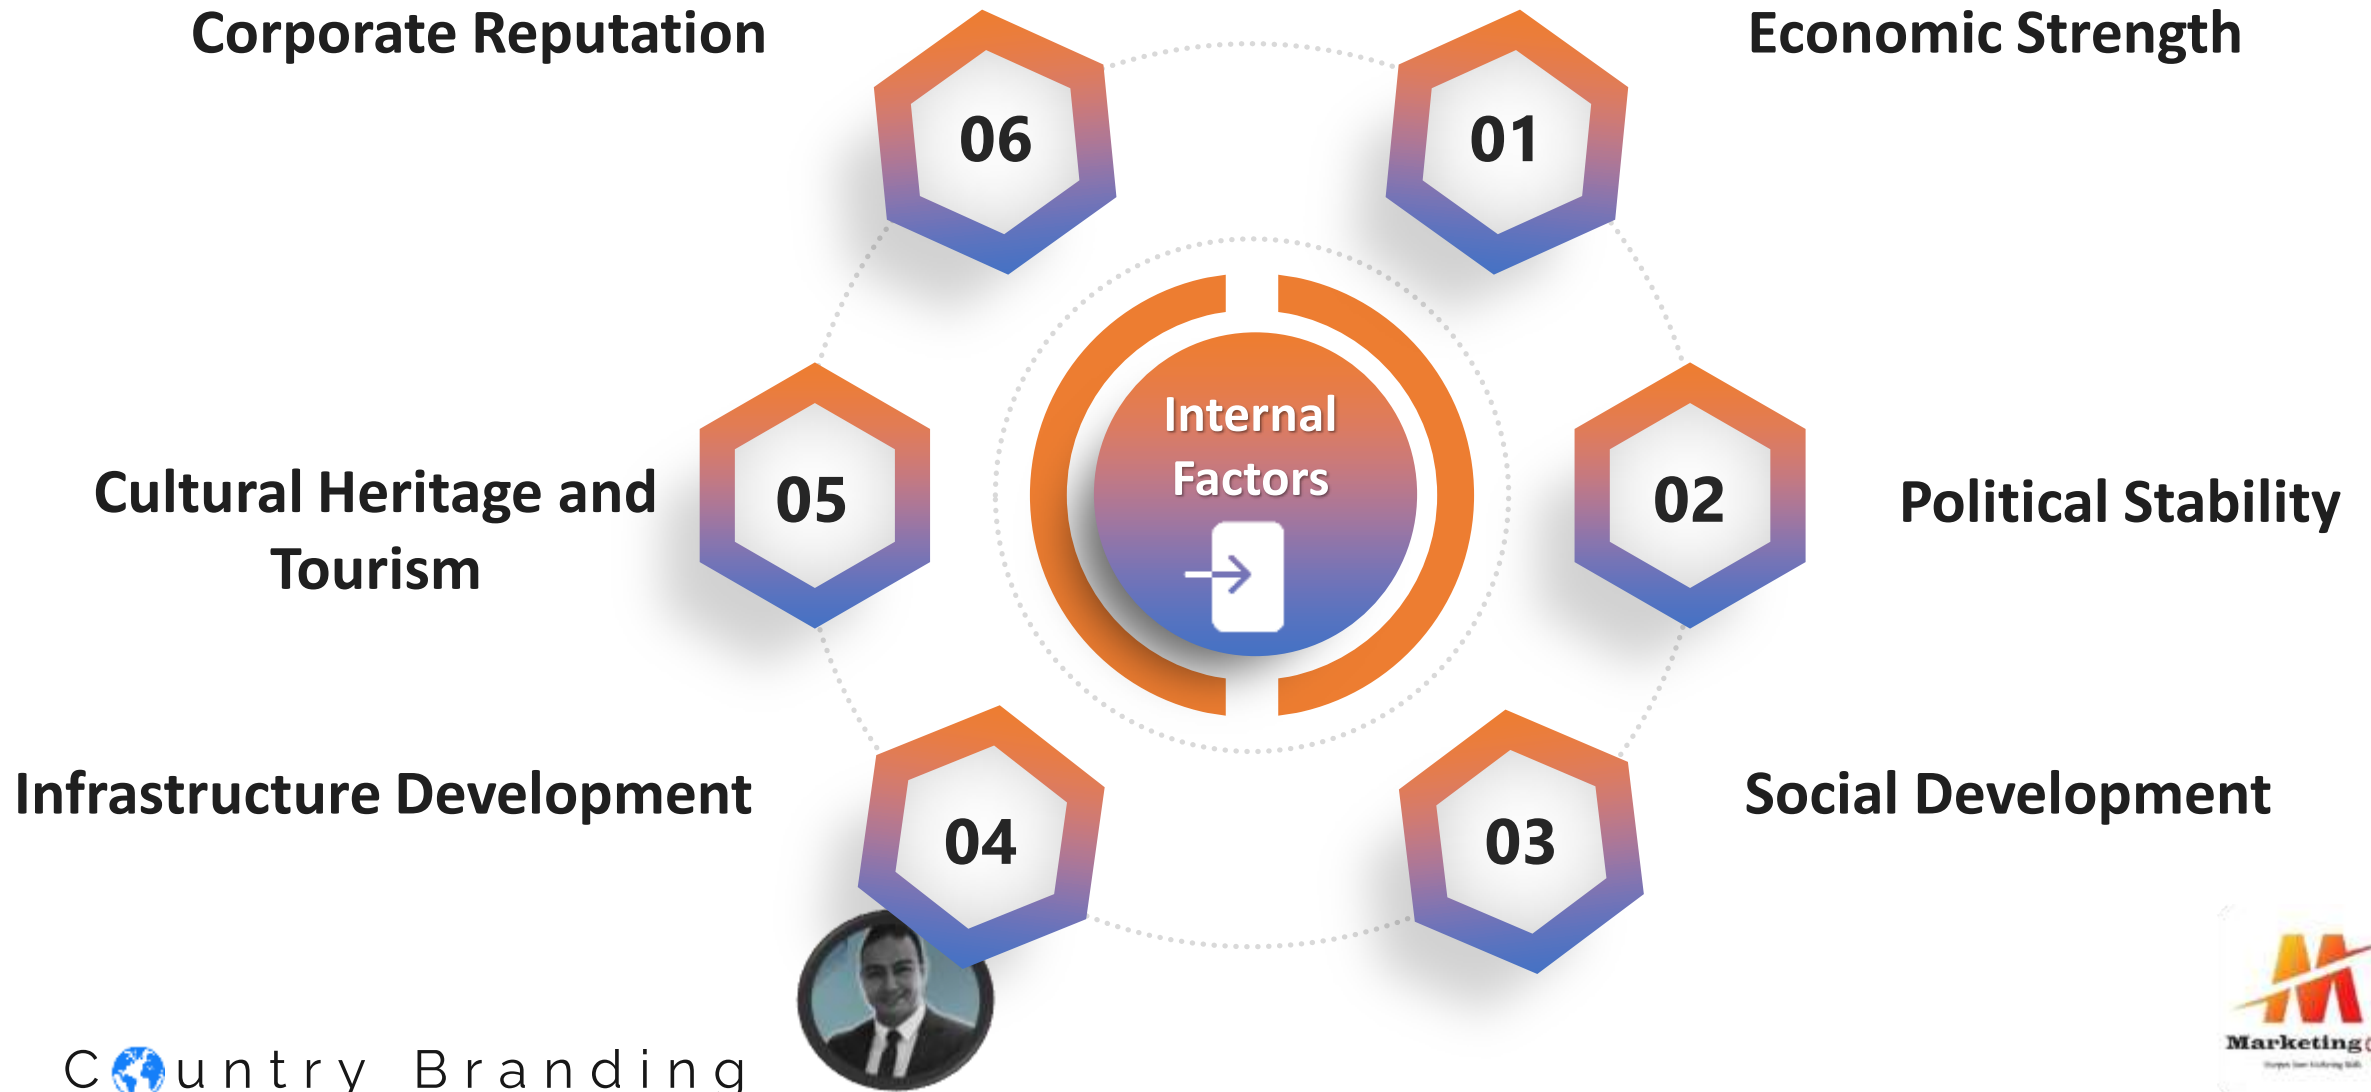 Corporate Reputation
06
01
Economic Strength
Internal
Factors
Cultural Heritage and
Tourism
05
02
Political Stability
Infrastructure Development
04
03
Social Development
Country Branding
Marketing